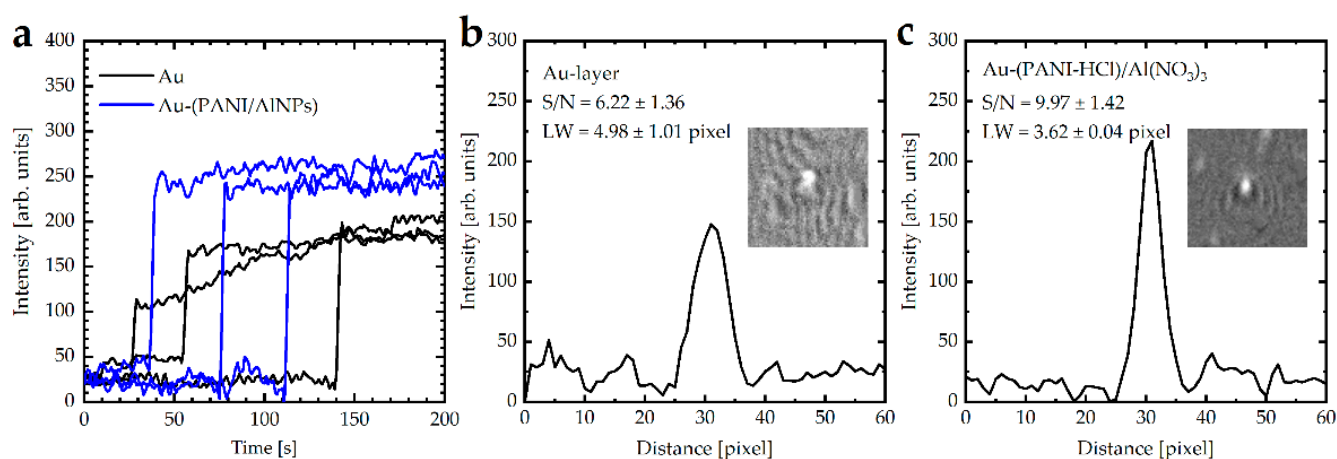 a
400
350
300
250
200
150
100
50
0
Intensity [arb. units]
Au
Au-(PANI/AlNPs)
0
50
100
150
200
Time [s]
b
300
250
200
150
100
50
0
Intensity [arb. units]
Au-layer
S/N = 6.22 ± 1.36
LW = 4.98 ± 1.01 pixel
0
10
20
30
40
50
60
Distance [pixel]
c
300
250
200
150
100
50
0
Intensity [arb. units]
Au-(PANI-HCl)/Al(NO₃)₃
S/N = 9.97 ± 1.42
LW = 3.62 ± 0.04 pixel
0
10
20
30
40
50
60
Distance [pixel]